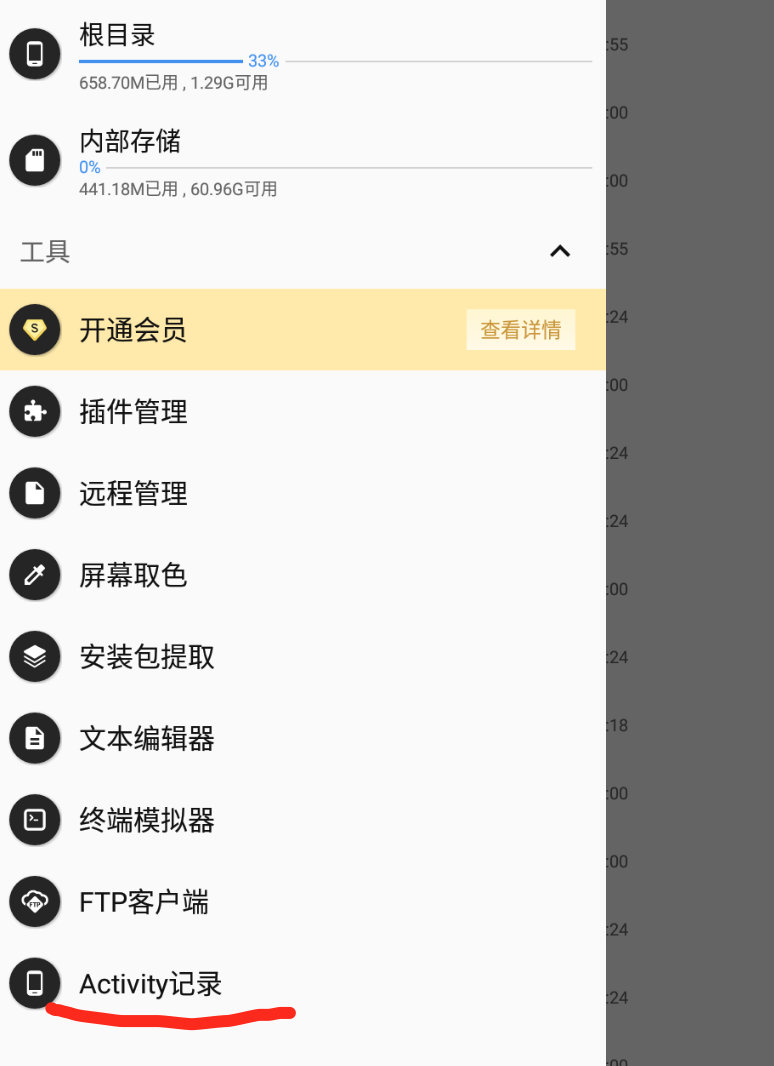 根目录
33%
658.70M已用 , 1.29G可用
内部存储
0%
441.18M已用 , 60.96G可用
工具
S
开通会员
查看详情
插件管理
远程管理
屏幕取色
安装包提取
文本编辑器
终端模拟器
FTP
FTP客户端
Activity记录
:55
:00
:00
:55
:24
:00
:24
:24
:00
:24
:18
:00
:00
:24
:24
:00